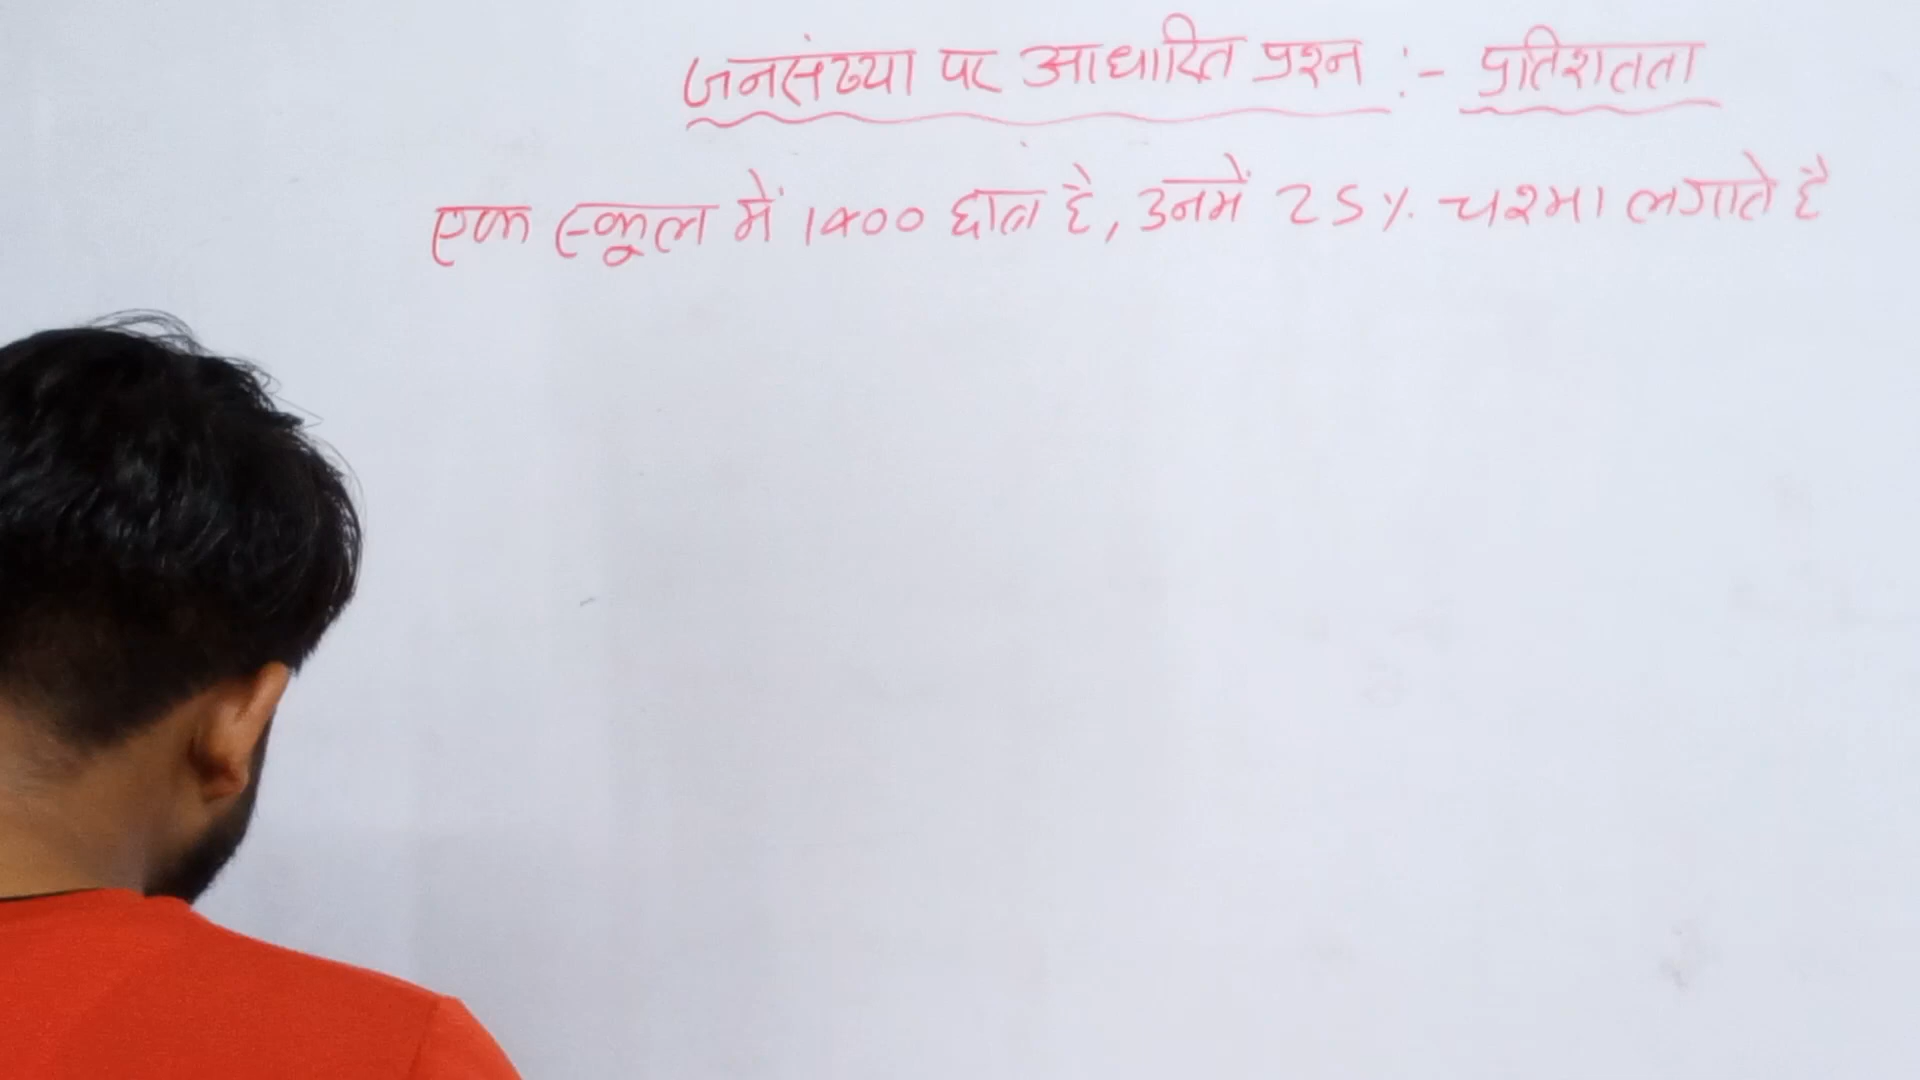 जनसंख्या पर आधारित प्रश्न :- प्रतिशतता
एक स्कूल में 1400 छात्र है, उनमें 25% चश्मा लगाते है